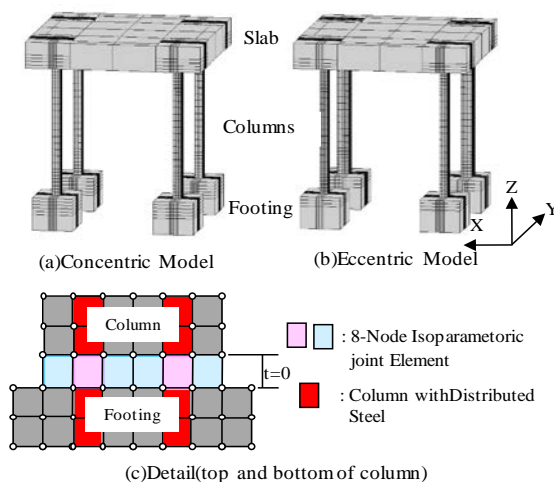 Slab
Columns
Footing
Z
Y
X
(a)Concentric Model
(b)Eccentric Model
Column
Footing
t=0
: 8-Node Isoparametoric
joint Element
: Column withDistributed
Steel
(c)Detail(top and bottom of column)